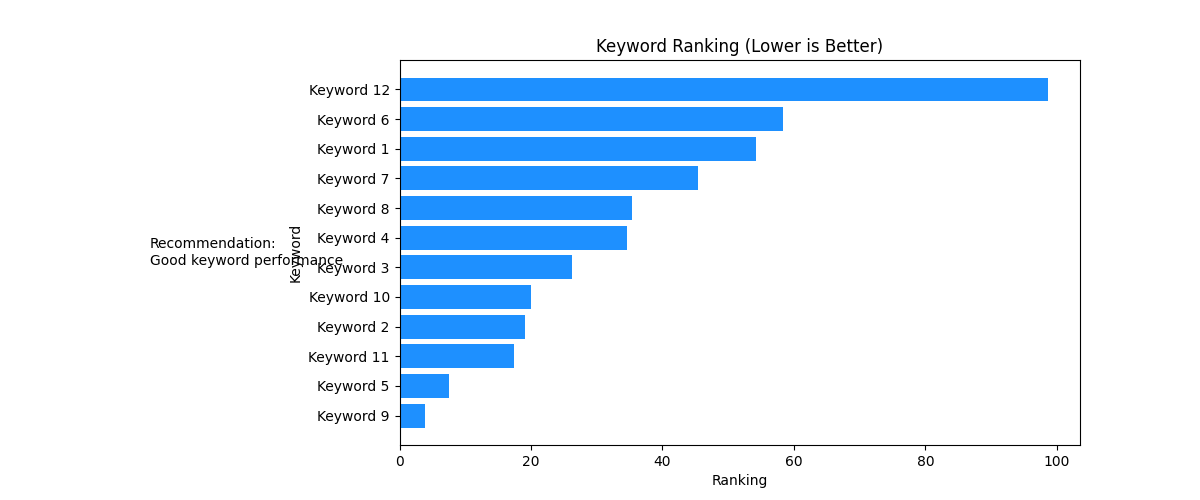 Keyword Ranking (Lower is Better)
Keyword 12
Keyword 6
Keyword 1
Keyword 7
Keyword 8
Keyword 4
Keyword 3
Keyword 10
Keyword 2
Keyword 11
Keyword 5
Keyword 9
Keyword
Recommendation:
Good keyword performance
0 20 40 60 80 100
Ranking